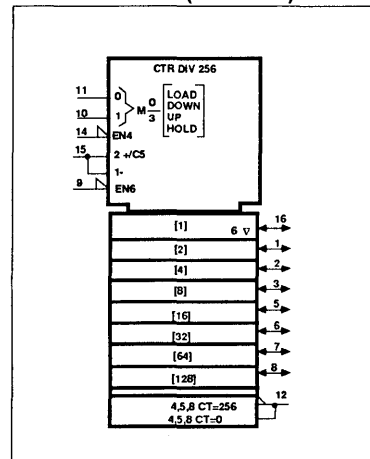 CTR DIV 256
11 0 M 0/3 LOAD
10 1 DOWN
UP
HOLD
14 EN4
15 2 +/C5
1-
9 EN6
[1] 6 ▽ 16
[2] 1
[4] 2
[8] 3
[16] 5
[32] 6
[64] 7
[128] 8
12
4,5,8 CT=256
4,5,8 CT=0